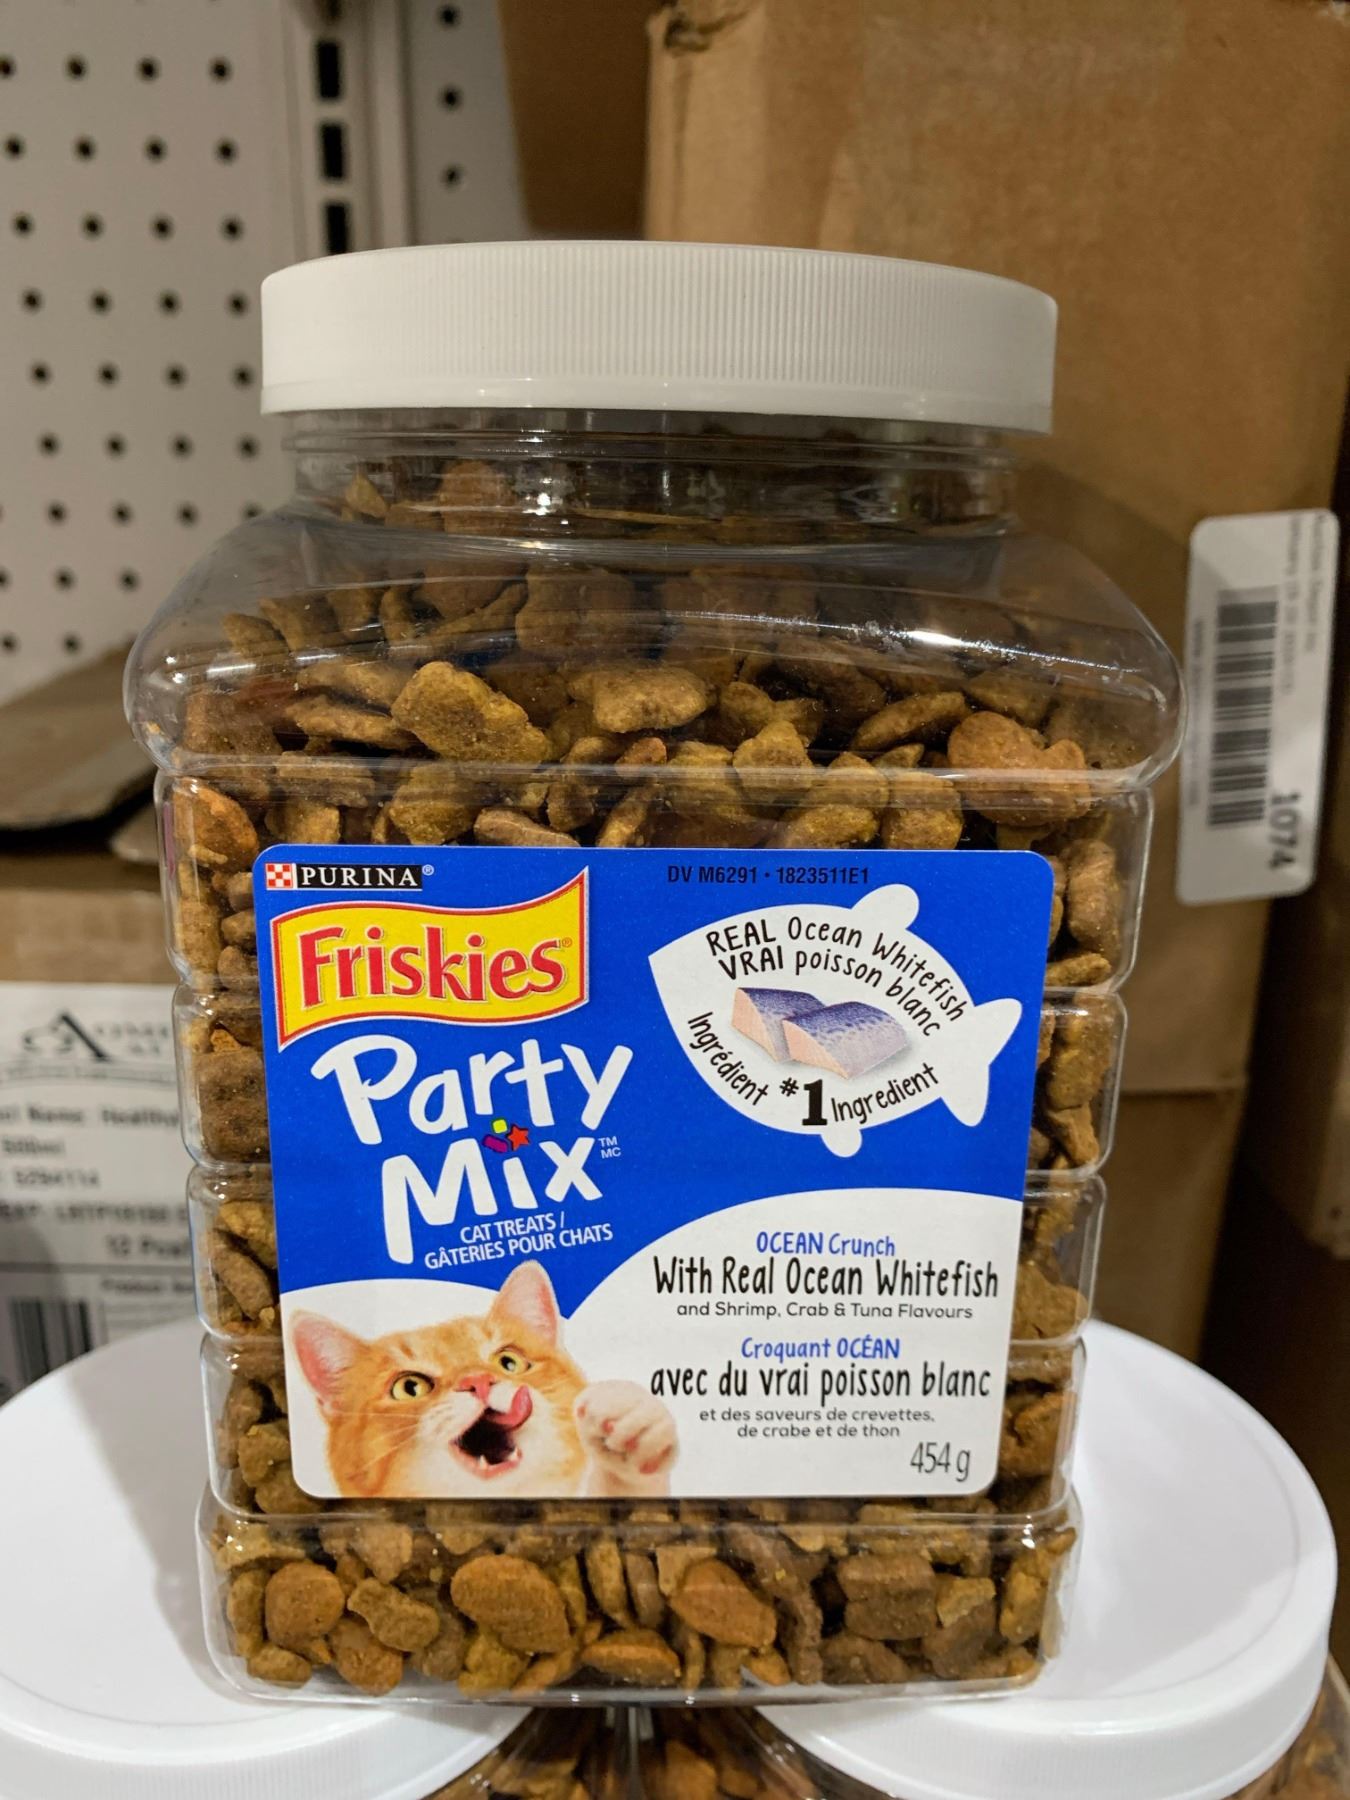 PURINA®
DV M6291 • 1823511E1
Friskies®
Party
Mix TM
MC
CAT TREATS /
GÂTERIES POUR CHATS
REAL Ocean Whitefish
VRAI poisson blanc
Ingrédient #1 Ingredient
OCEAN Crunch
With Real Ocean Whitefish
and Shrimp, Crab & Tuna Flavours
Croquant OCÉAN
avec du vrai poisson blanc
et des saveurs de crevettes,
de crabe et de thon
454 g
1074